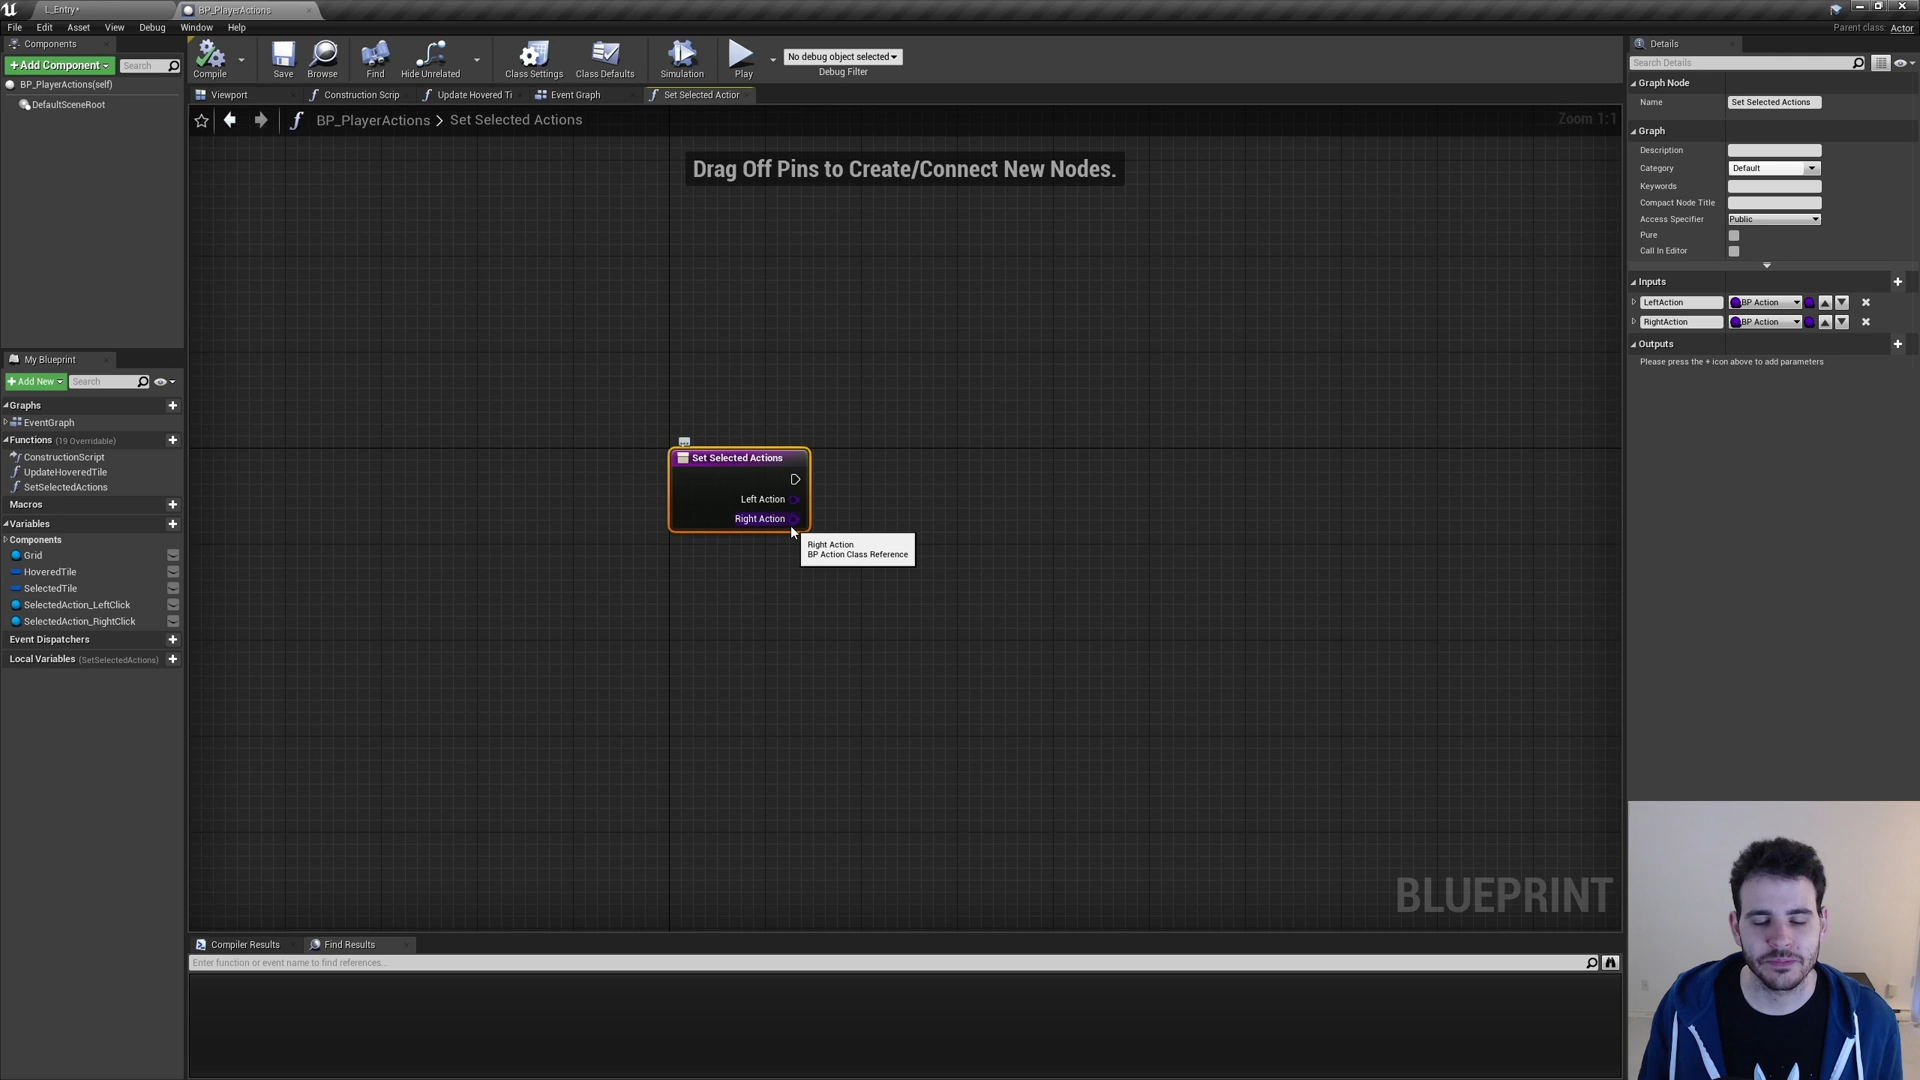 L_Entry*
BP_PlayerActions
File Edit Asset View Debug Window Help
Parent class: Actor
Components
+Add Component
Search
BP_PlayerActions(self)
DefaultSceneRoot
Compile
Save
Browse
Find
Hide Unrelated
Class Settings
Class Defaults
Simulation
Play
No debug object selected
Debug Filter
Viewport
Construction Scrip
Update Hovered Ti
Event Graph
Set Selected Action
BP_PlayerActions > Set Selected Actions
Zoom 1:1
Drag Off Pins to Create/Connect New Nodes.
Set Selected Actions
Left Action
Right Action
Right Action
BP Action Class Reference
BLUEPRINT
My Blueprint
+Add New
Search
Graphs
EventGraph
Functions (19 Overridable)
ConstructionScript
UpdateHoveredTile
SetSelectedActions
Macros
Variables
Components
Grid
HoveredTile
SelectedTile
SelectedAction_LeftClick
SelectedAction_RightClick
Event Dispatchers
Local Variables (SetSelectedActions)
Compiler Results
Find Results
Enter function or event name to find references...
Details
Search Details
Graph Node
Name Set Selected Actions
Graph
Description
Category Default
Keywords
Compact Node Title
Access Specifier Public
Pure
Call In Editor
Inputs
LeftAction BP Action
RightAction BP Action
Outputs
Please press the + icon above to add parameters